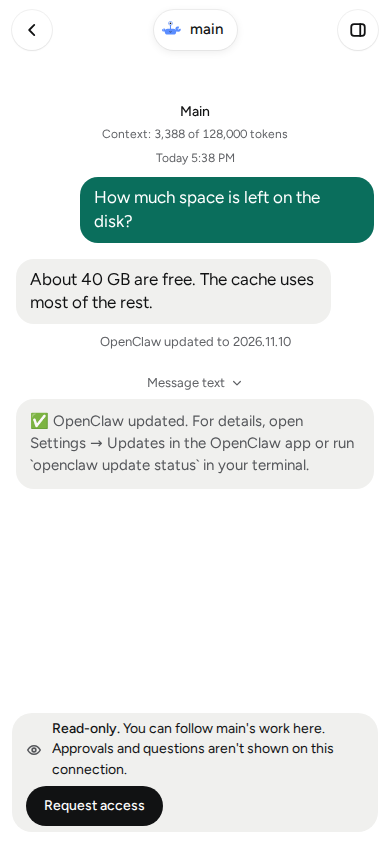 main
Main
Context: 3,388 of 128,000 tokens
Today 5:38 PM
How much space is left on the
disk?
About 40 GB are free. The cache uses
most of the rest.
OpenClaw updated to 2026.11.10
Message text
✅ OpenClaw updated. For details, open
Settings → Updates in the OpenClaw app or run
`openclaw update status` in your terminal.
Read-only. You can follow main's work here.
Approvals and questions aren't shown on this
connection.
Request access